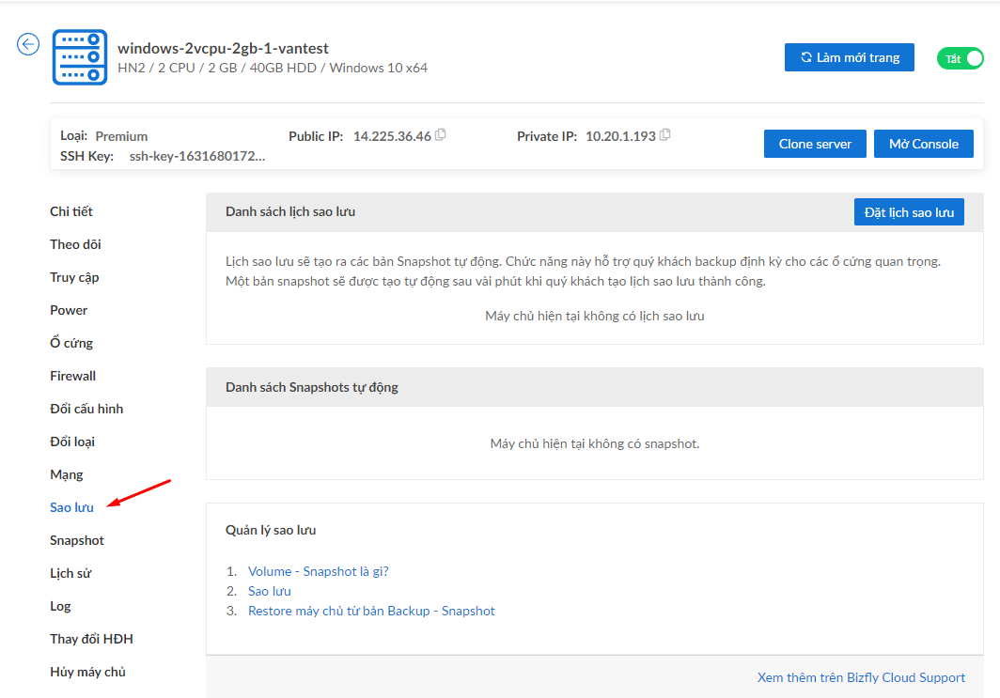 windows-2vcpu-2gb-1-vantest
HN2 / 2 CPU / 2 GB / 40GB HDD / Windows 10 x64
Làm mới trang
Tắt
Loại: Premium
Public IP: 14.225.36.46
Private IP: 10.20.1.193
SSH Key: ssh-key-1631680172...
Clone server
Mở Console
Chi tiết
Theo dõi
Truy cập
Power
Ổ cứng
Firewall
Đổi cấu hình
Đổi loại
Mạng
Sao lưu
Snapshot
Lịch sử
Log
Thay đổi HĐH
Hủy máy chủ
Danh sách lịch sao lưu
Đặt lịch sao lưu
Lịch sao lưu sẽ tạo ra các bản Snapshot tự động. Chức năng này hỗ trợ quý khách backup định kỳ cho các ổ cứng quan trọng.
Một bản snapshot sẽ được tạo tự động sau vài phút khi quý khách tạo lịch sao lưu thành công.
Máy chủ hiện tại không có lịch sao lưu
Danh sách Snapshots tự động
Máy chủ hiện tại không có snapshot.
Quản lý sao lưu
1. Volume - Snapshot là gì?
2. Sao lưu
3. Restore máy chủ từ bản Backup - Snapshot
Xem thêm trên Bizfly Cloud Support